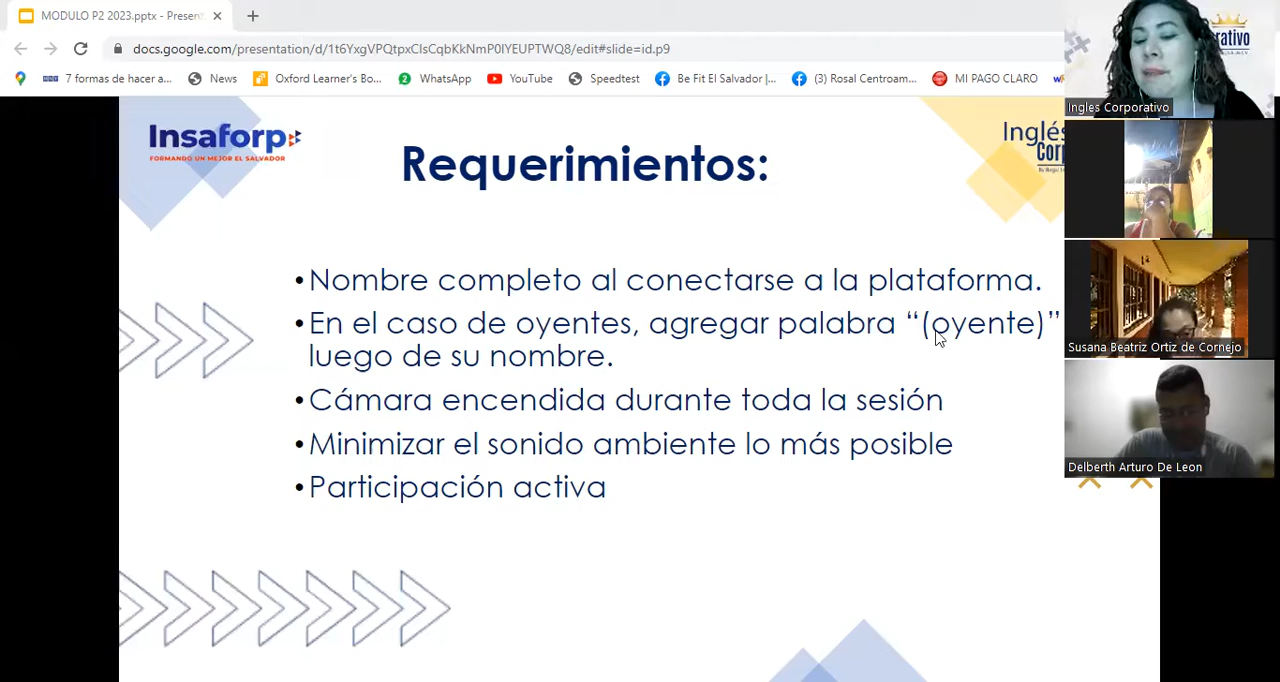 MODULO P2 2023.pptx - Present
docs.google.com/presentation/d/1t6YxgVPQtpxCIsCqbKkNmP0lYEUPTWQ8/edit#slide=id.p9
7 formas de hacer a...
News
Oxford Learner's Bo...
WhatsApp
YouTube
Speedtest
Be Fit El Salvador |...
(3) Rosal Centroam...
MI PAGO CLARO
Insaforp
FORMANDO UN MEJOR EL SALVADOR
Inglés
Corp
Requerimientos:
•Nombre completo al conectarse a la plataforma.
•En el caso de oyentes, agregar palabra “(oyente)”
luego de su nombre.
•Cámara encendida durante toda la sesión
•Minimizar el sonido ambiente lo más posible
•Participación activa
orativo
Ingles Corporativo
Susana Beatriz Ortiz de Cornejo
Delberth Arturo De Leon